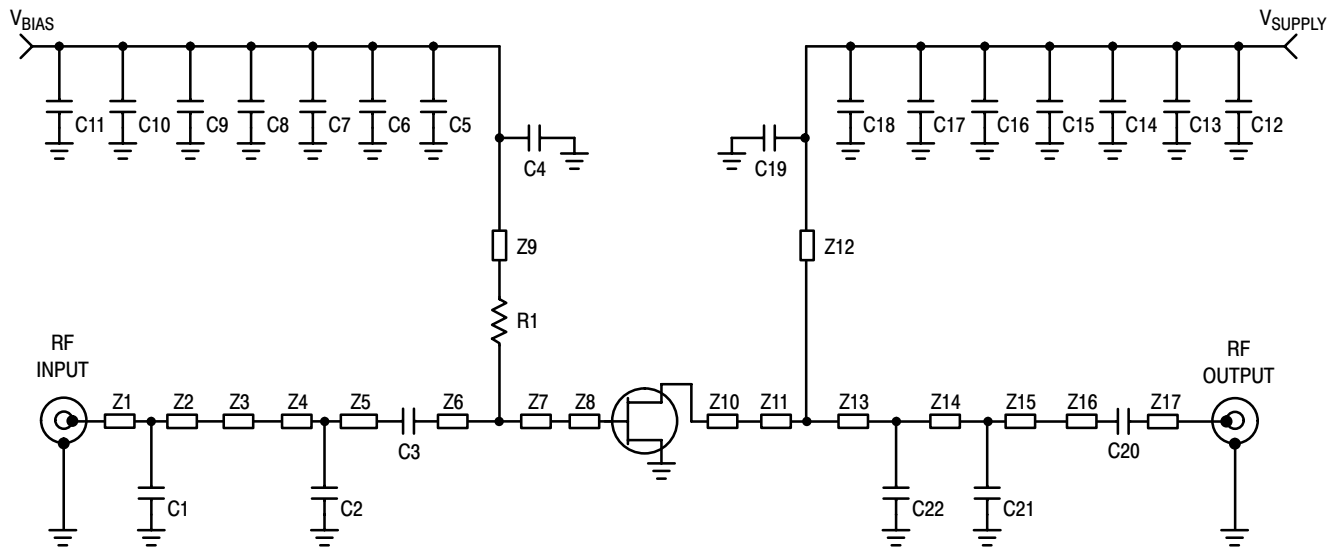 V_BIAS V_SUPPLY
C11 C10 C9 C8 C7 C6 C5 C18 C17 C16 C15 C14 C13 C12
C4 C19
Z9 Z12
R1
RF INPUT
RF OUTPUT
Z1 Z2 Z3 Z4 Z5 Z6 Z7 Z8 Z10 Z11 Z13 Z14 Z15 Z16 Z17
C3 C20
C1 C2 C22 C21